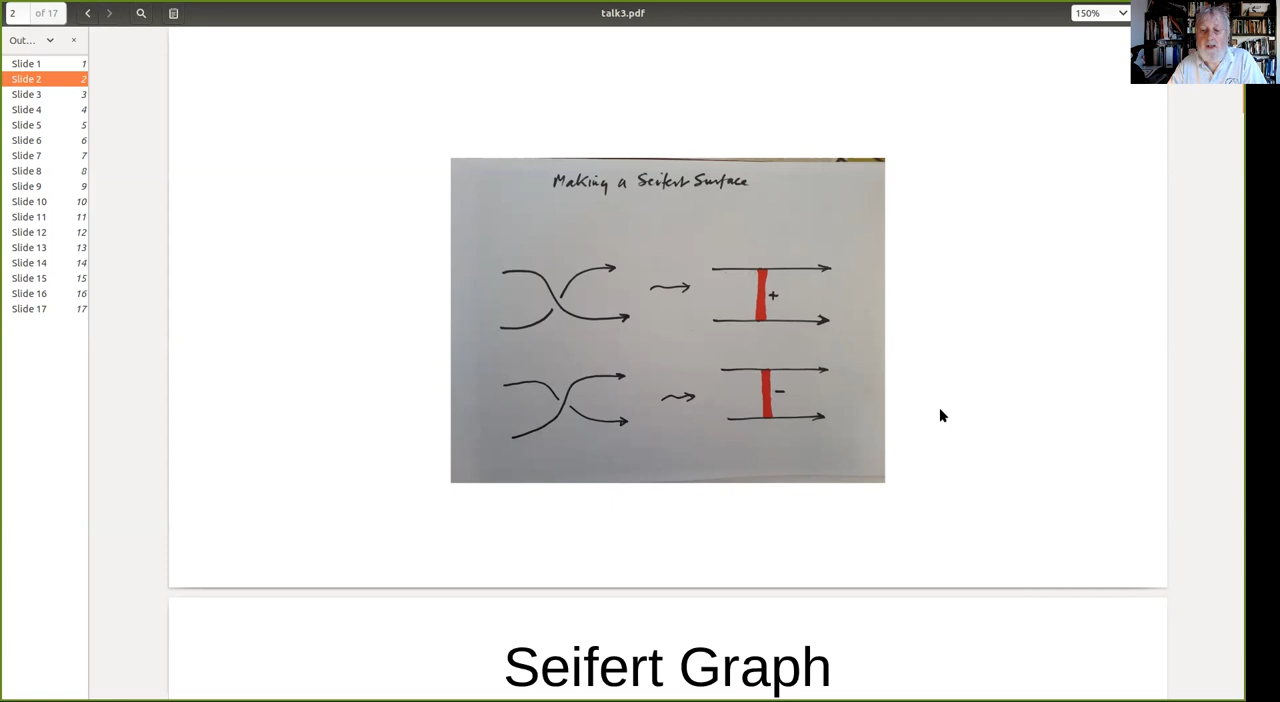 2 of 17
talk3.pdf
150%
Out...
Slide 1 1
Slide 2 2
Slide 3 3
Slide 4 4
Slide 5 5
Slide 6 6
Slide 7 7
Slide 8 8
Slide 9 9
Slide 10 10
Slide 11 11
Slide 12 12
Slide 13 13
Slide 14 14
Slide 15 15
Slide 16 16
Slide 17 17
Making a Seifert Surface
+
-
Seifert Graph